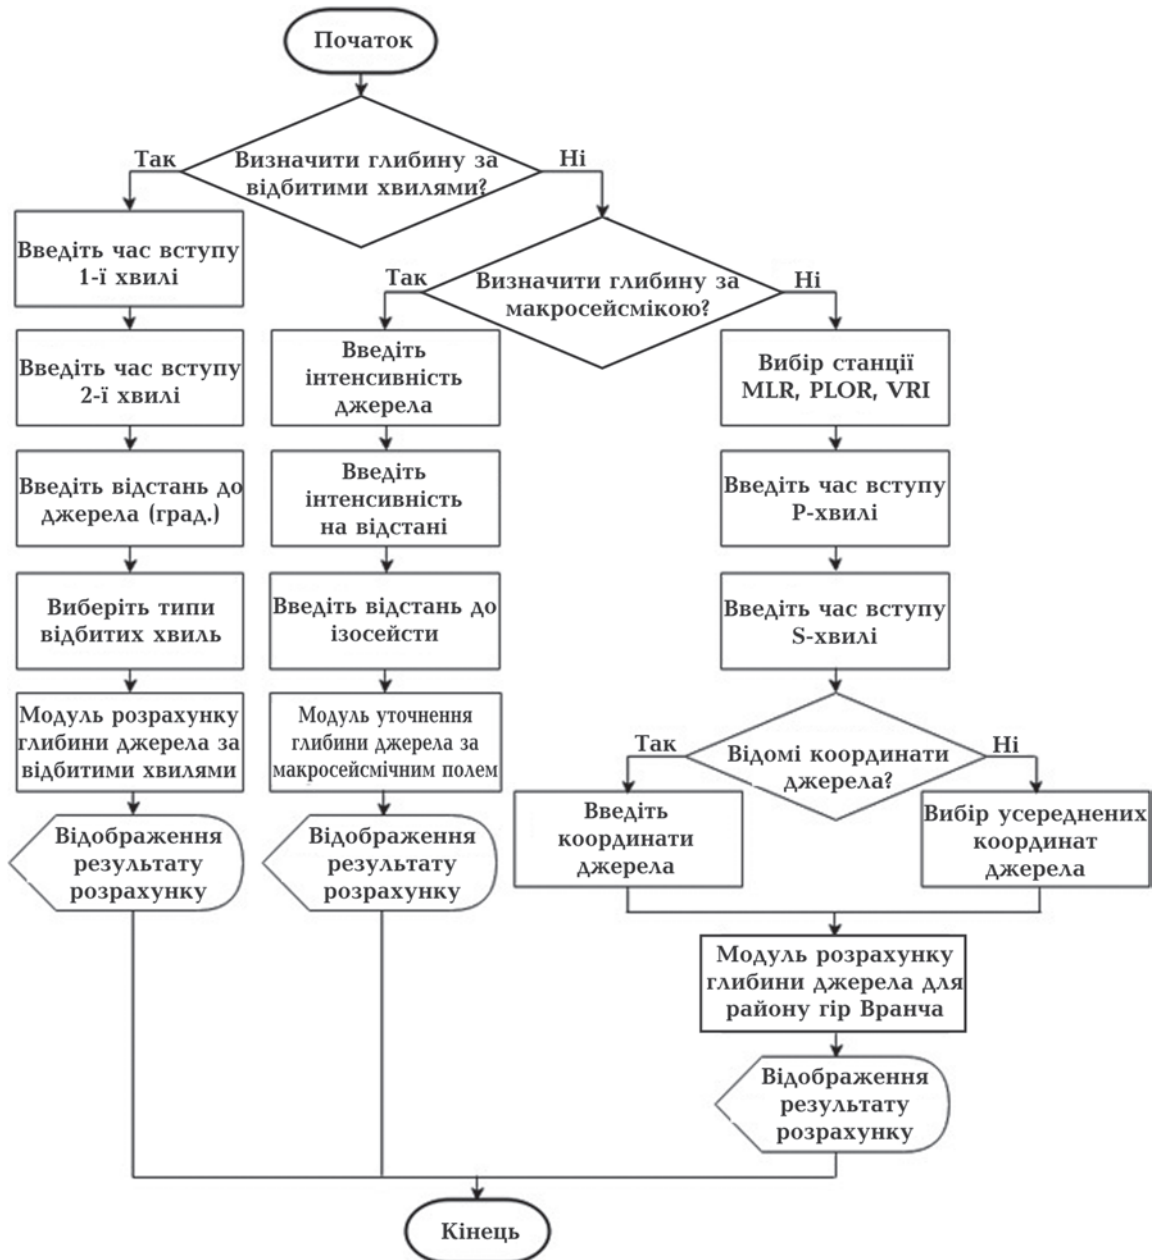 Початок
Визначити глибину за
відбитими хвилями?
Так
Ні
Введіть час вступу
1-ї хвилі
Введіть час вступу
2-ї хвилі
Введіть відстань до
джерела (град.)
Виберіть типи
відбитих хвиль
Модуль розрахунку
глибини джерела за
відбитими хвилями
Відображення
результату
розрахунку
Визначити глибину за
макросейсмікою?
Так
Ні
Введіть
інтенсивність
джерела
Введіть
інтенсивність
на відстані
Введіть відстань до
ізосейсти
Модуль уточнення
глибини джерела за
макросейсмічним полем
Відображення
результату
розрахунку
Вибір станції
MLR, PLOR, VRI
Введіть час вступу
P-хвилі
Введіть час вступу
S-хвилі
Відомі координати
джерела?
Так
Ні
Введіть
координати
джерела
Вибір усереднених
координат
джерела
Модуль розрахунку
глибини джерела для
району гір Вранча
Відображення
результату
розрахунку
Кінець